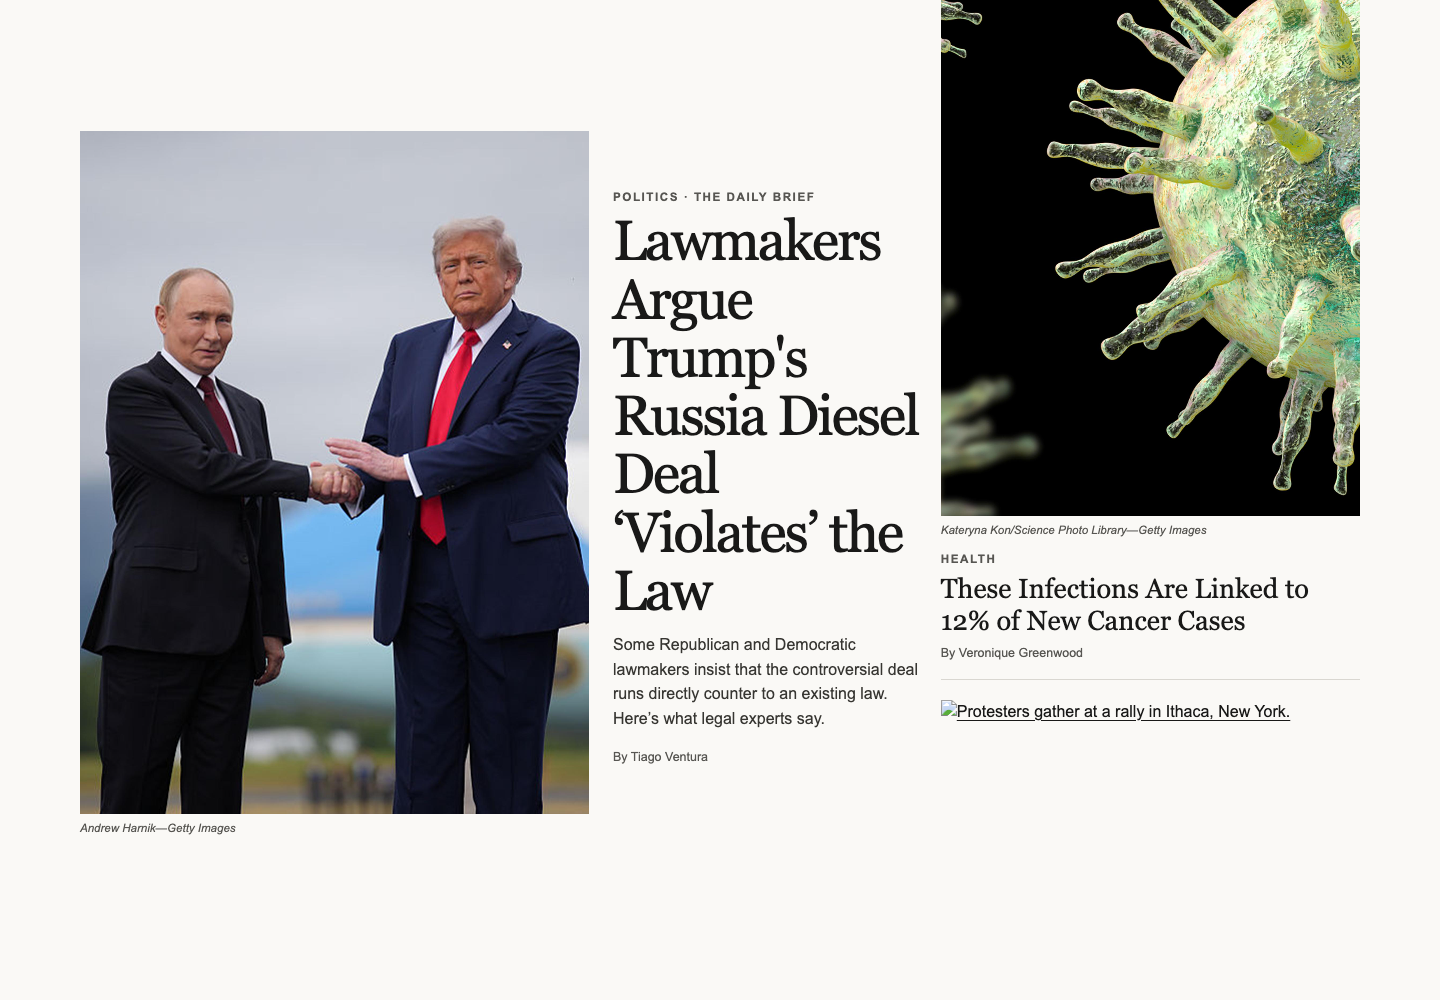 POLITICS · THE DAILY BRIEF
Lawmakers
Argue
Trump's
Russia Diesel
Deal
‘Violates’ the
Law
Some Republican and Democratic
lawmakers insist that the controversial deal
runs directly counter to an existing law.
Here’s what legal experts say.
By Tiago Ventura
Andrew Harnik—Getty Images
Kateryna Kon/Science Photo Library—Getty Images
HEALTH
These Infections Are Linked to
12% of New Cancer Cases
By Veronique Greenwood
Protesters gather at a rally in Ithaca, New York.